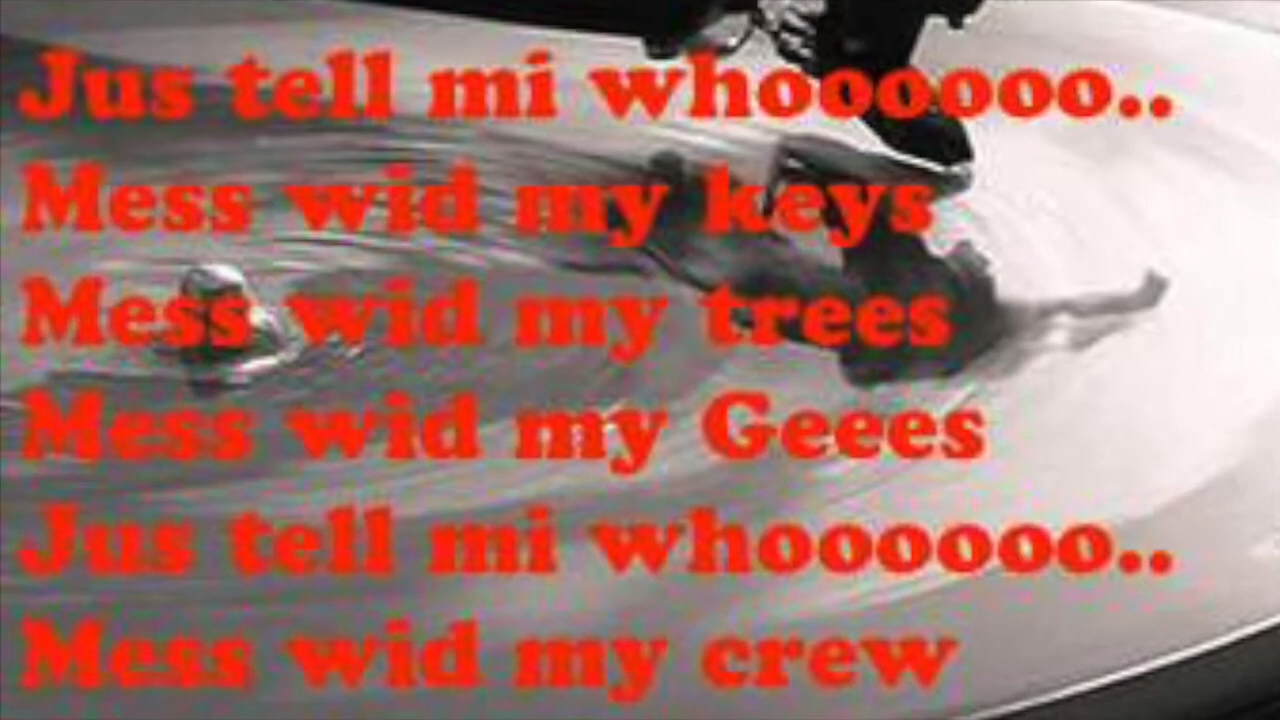 Jus tell mi whoooooo..
Mess wid my keys
Mess wid my trees
Mess wid my Geees
Jus tell mi whoooooo..
Mess wid my crew